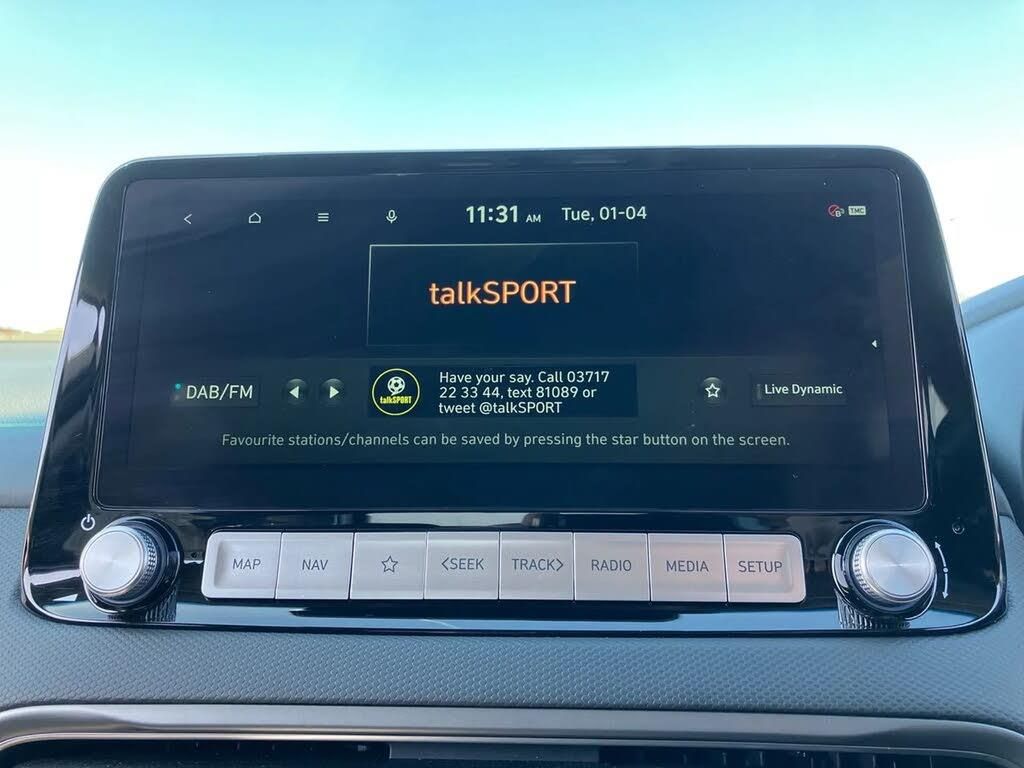 11:31 AM Tue, 01-04
TMC
talkSPORT
DAB/FM
talkSPORT
Have your say. Call 03717
22 33 44, text 81089 or
tweet @talkSPORT
Live Dynamic
Favourite stations/channels can be saved by pressing the star button on the screen.
MAP NAV <SEEK TRACK> RADIO MEDIA SETUP